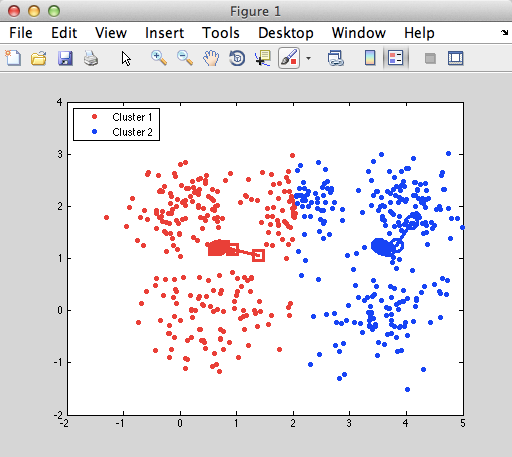 Figure 1
File Edit View Insert Tools Desktop Window Help
4
Cluster 1
Cluster 2
3
2
1
0
-1
-2
-2 -1 0 1 2 3 4 5